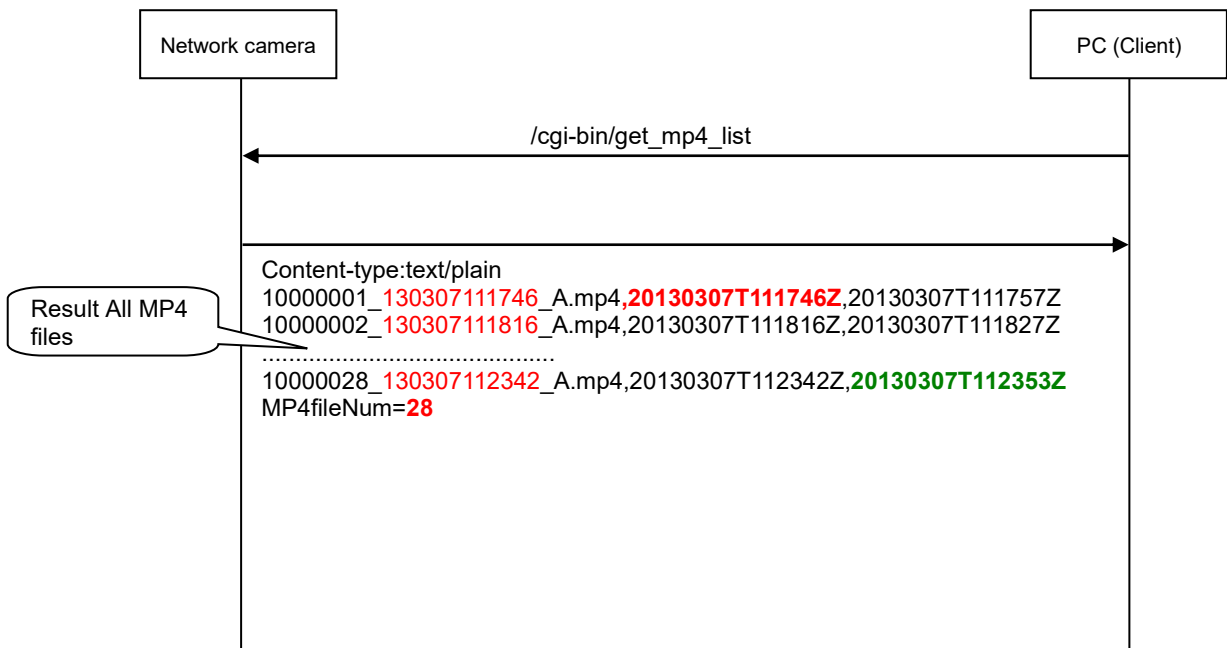 Network camera
PC (Client)
/cgi-bin/get_mp4_list
Content-type:text/plain
10000001_130307111746_A.mp4,20130307T111746Z,20130307T111757Z
10000002_130307111816_A.mp4,20130307T111816Z,20130307T111827Z
............................................
10000028_130307112342_A.mp4,20130307T112342Z,20130307T112353Z
MP4fileNum=28
Result All MP4
files